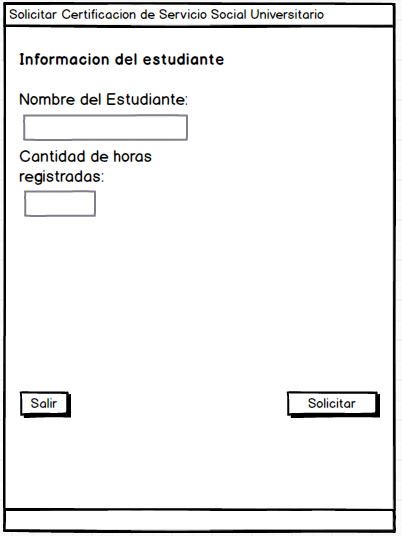 Solicitar Certificacion de Servicio Social Universitario
Informacion del estudiante
Nombre del Estudiante:
Cantidad de horas
registradas:
Salir
Solicitar